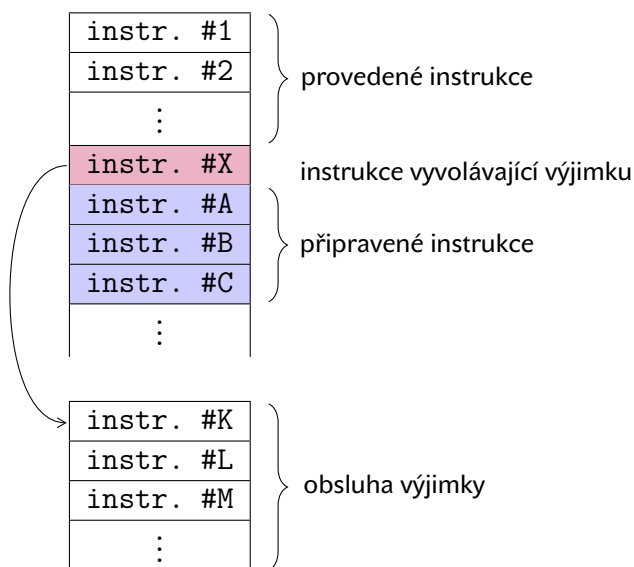 instr. #1
instr. #2
provedené instrukce
⋮
instr. #X
instrukce vyvolávající výjimku
instr. #A
instr. #B
připravené instrukce
instr. #C
⋮
instr. #K
instr. #L
obsluha výjimky
instr. #M
⋮